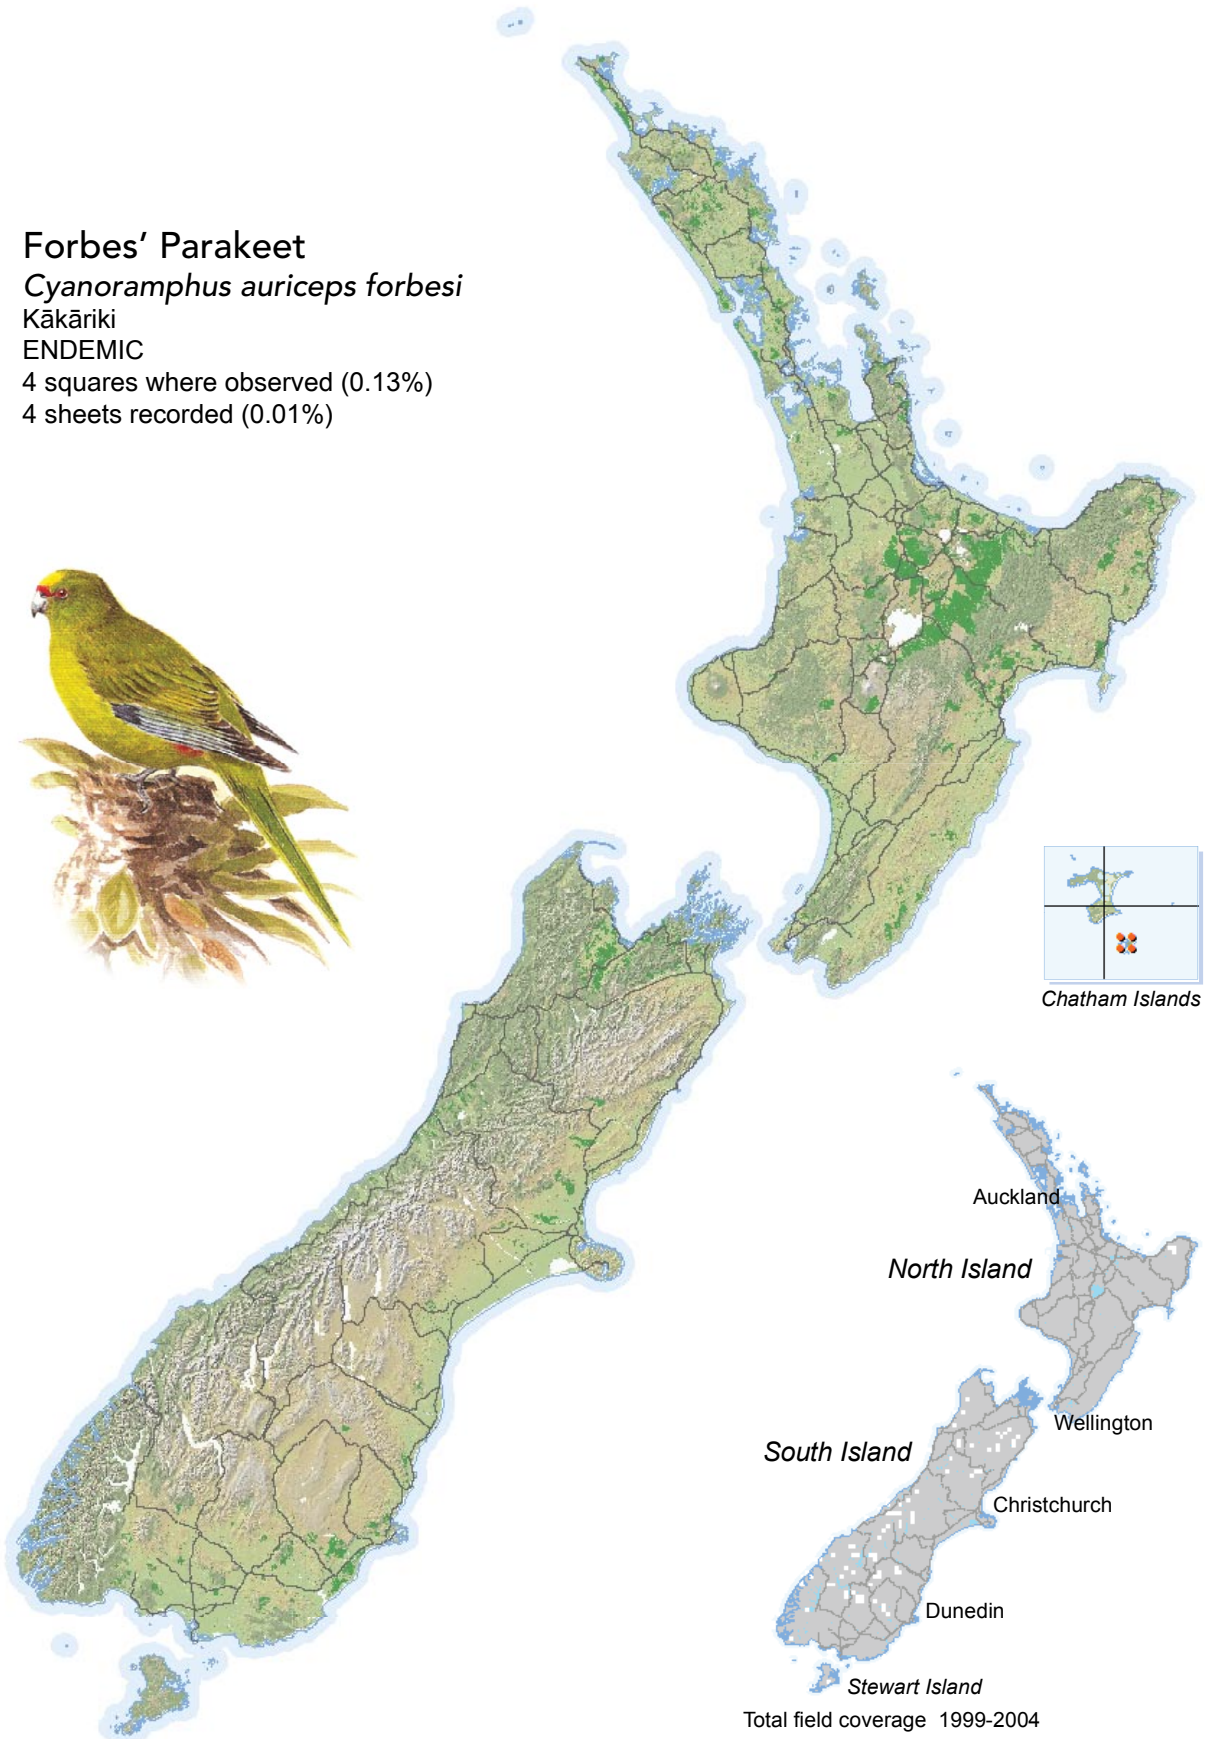 Forbes’ Parakeet
Cyanoramphus auriceps forbesi
Kākāriki
ENDEMIC
4 squares where observed (0.13%)
4 sheets recorded (0.01%)
Chatham Islands
Auckland
North Island
Wellington
South Island
Christchurch
Dunedin
Stewart Island
Total field coverage 1999-2004